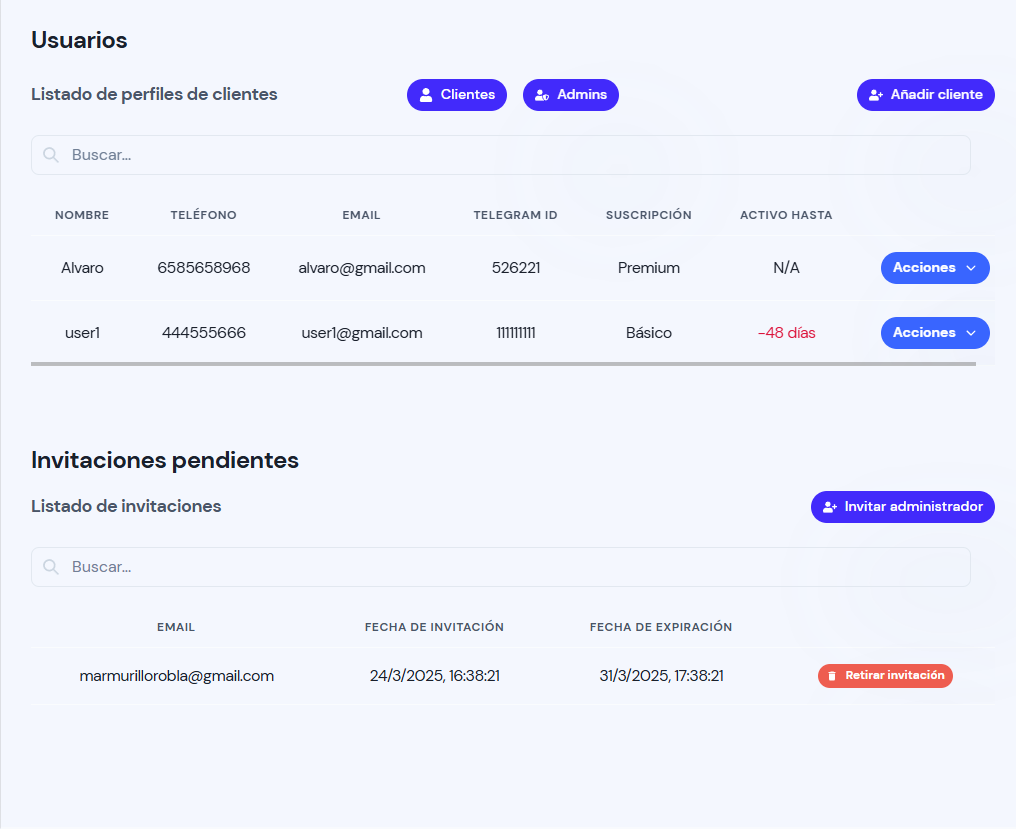 Usuarios
Listado de perfiles de clientes Clientes Admins Añadir cliente
Buscar...
NOMBRE TELÉFONO EMAIL TELEGRAM ID SUSCRIPCIÓN ACTIVO HASTA
Alvaro 6585658968 alvaro@gmail.com 526221 Premium N/A Acciones
user1 444555666 user1@gmail.com 111111111 Básico -48 días Acciones
Invitaciones pendientes
Listado de invitaciones Invitar administrador
Buscar...
EMAIL FECHA DE INVITACIÓN FECHA DE EXPIRACIÓN
marmurillorobla@gmail.com 24/3/2025, 16:38:21 31/3/2025, 17:38:21 Retirar invitación